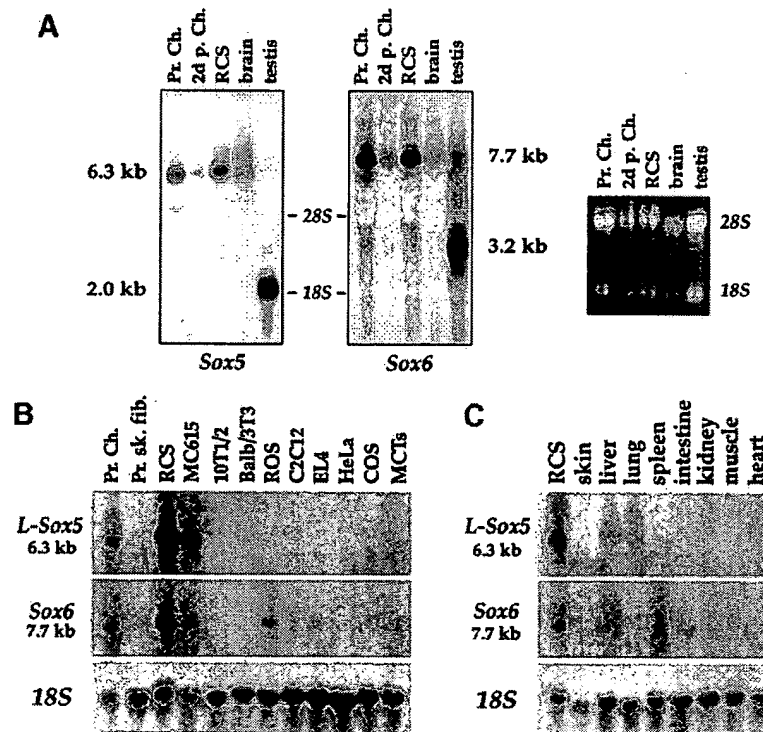 A
Pr. Ch.
2d p. Ch.
RCS
brain
testis
Pr. Ch.
2d p. Ch.
RCS
brain
testis
Pr. Ch.
2d p. Ch.
RCS
brain
testis
6.3 kb
2.0 kb
– 28S –
– 18S –
7.7 kb
3.2 kb
28S
18S
Sox5
Sox6
B
Pr. Ch.
Pr. sk. fib.
RCS
MC615
10T1/2
Balb/3T3
ROS
C2C12
EL4
HeLa
COS
MCTs
L-Sox5
6.3 kb
Sox6
7.7 kb
18S
C
RCS
skin
liver
lung
spleen
intestine
kidney
muscle
heart
L-Sox5
6.3 kb
Sox6
7.7 kb
18S